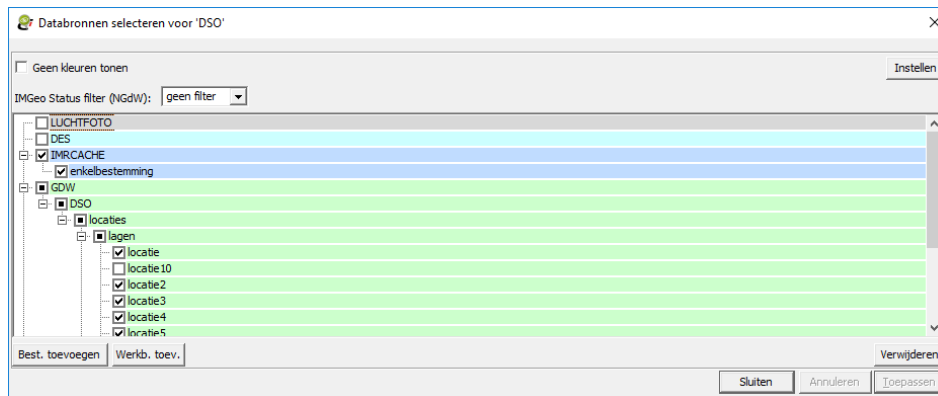 Databronnen selecteren voor 'DSO'
Geen kleuren tonen
Instellen
IMGeo Status filter (NGdW): geen filter
LUCHTFOTO
DES
IMRCACHE
enkelbestemming
GDW
DSO
locaties
lagen
locatie
locatie10
locatie2
locatie3
locatie4
locatie5
Best. toevoegen Werkb. toev. Verwijderen
Sluiten Annuleren Toepassen